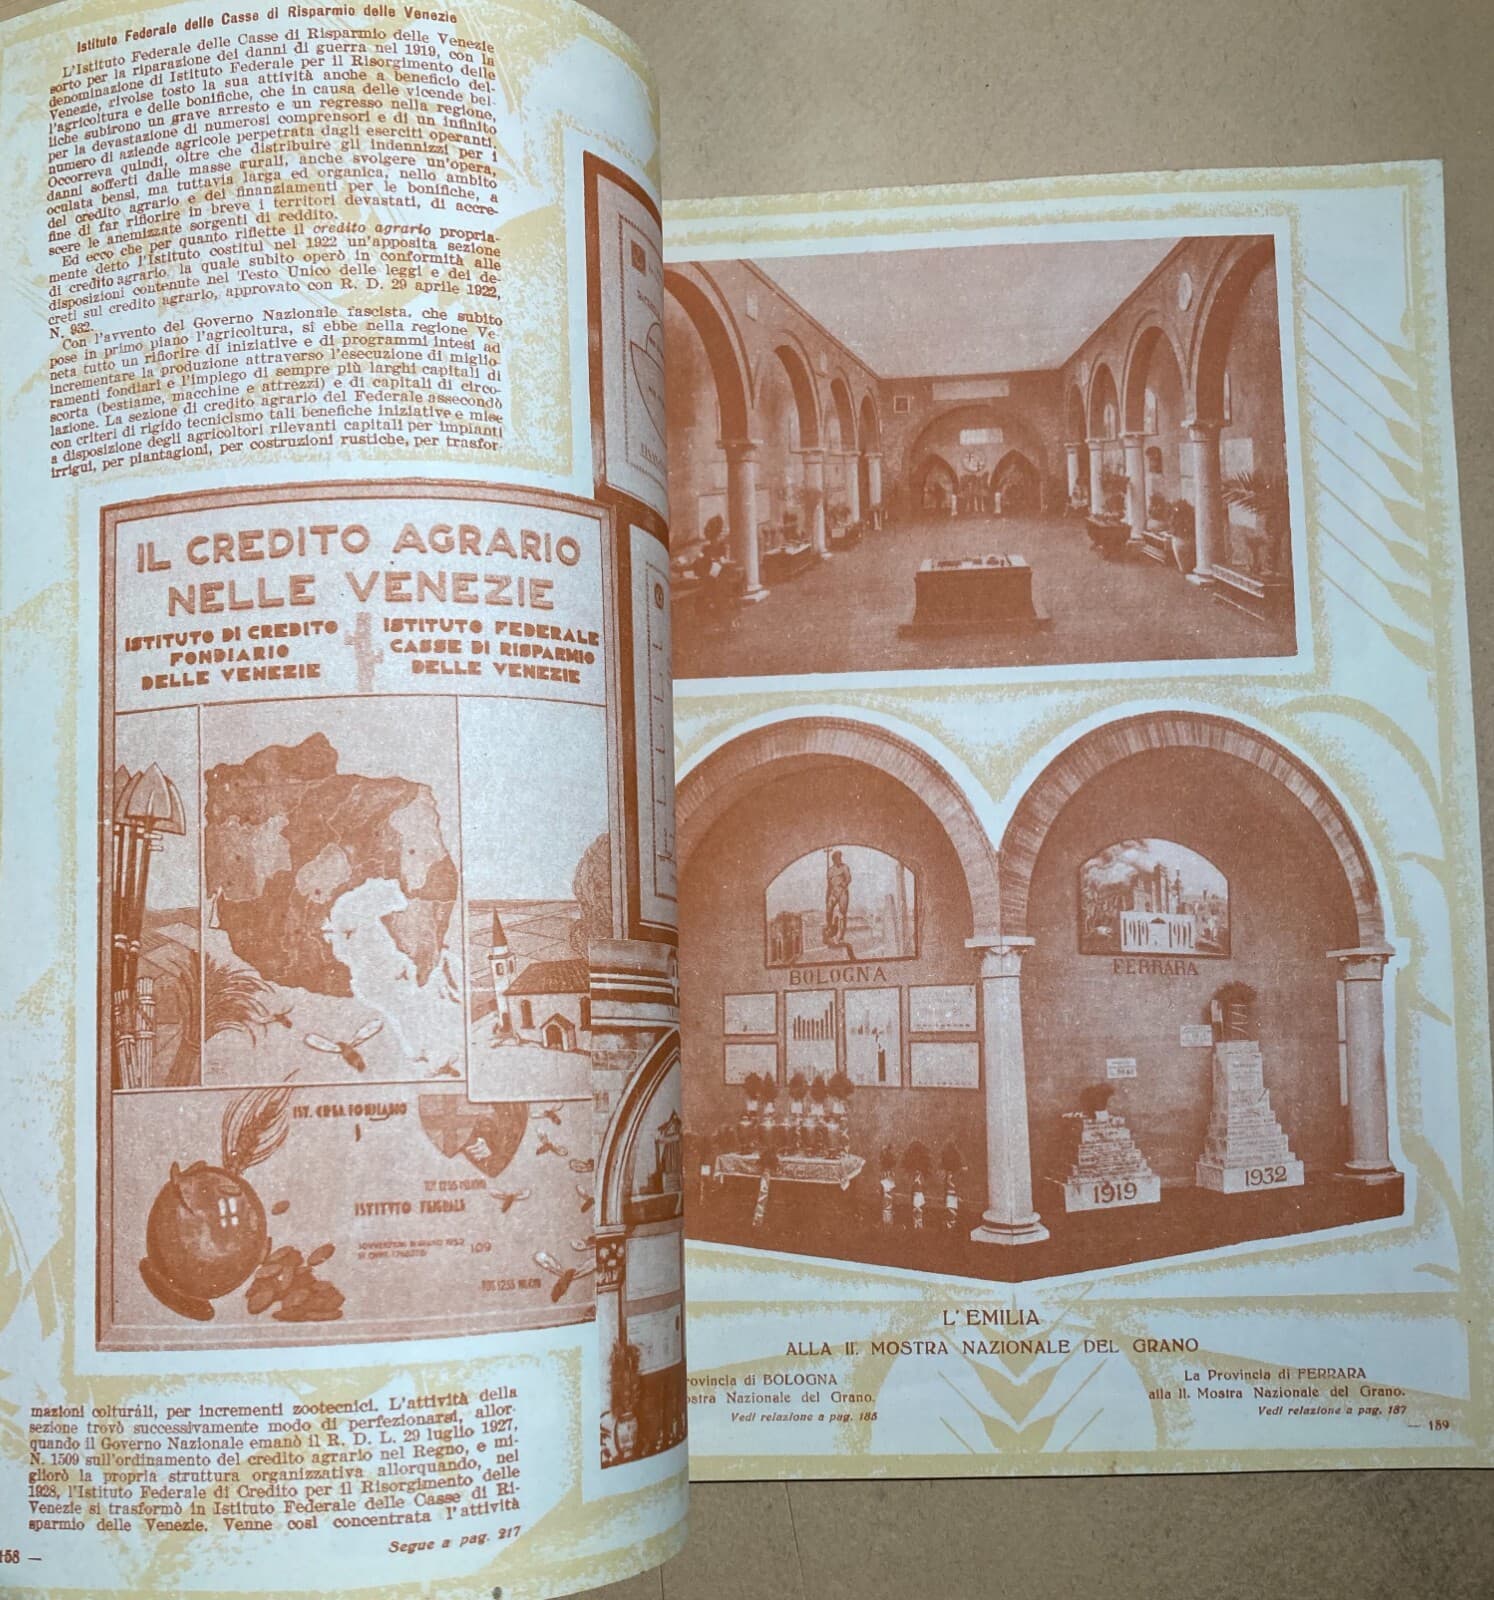 Istituto Federale delle Casse di Risparmio delle Venezie
L'Istituto Federale delle Casse di Risparmio delle Venezie
sorto per la riparazione dei danni di guerra nel 1919, con la
denominazione di Istituto Federale per il Risorgimento delle
Venezie, rivolse tosto la sua attività anche a beneficio del-
l'agricoltura e delle bonifiche, che in causa delle vicende bel-
liche subirono un grave arresto e un regresso nella regione,
per la devastazione di numerosi comprensori e di un infinito
numero di aziende agricole perpetrata dagli eserciti operanti.
Occorreva quindi, oltre che distribuire gli indennizzi per i
danni sofferti dalle masse rurali, anche svolgere un'opera,
oculata bensì, ma tuttavia larga ed organica, nello ambito
del credito agrario e dei finanziamenti per le bonifiche, a
fine di far rifiorire in breve i territori devastati, di accre-
scere le anemizzate sorgenti di reddito.
Ed ecco che per quanto riflette il credito agrario propria-
mente detto l'Istituto costituì nel 1922 un'apposita sezione
di credito agrario, la quale subito operò in conformità alle
disposizioni contenute nel Testo Unico delle leggi e dei de-
creti sul credito agrario, approvato con R. D. 29 aprile 1922,
N. 932.
Con l'avvento del Governo Nazionale fascista, che subito
pose in primo piano l'agricoltura, si ebbe nella regione Ve-
neta tutto un rifiorire di iniziative e di programmi intesi ad
incrementare la produzione attraverso l'esecuzione di miglio-
ramenti fondiari e l'impiego di sempre più larghi capitali di
scorta (bestiame, macchine e attrezzi) e di capitali di circo-
lazione. La sezione di credito agrario del Federale assecondò
con criteri di rigido tecnicismo tali benefiche iniziative e mise
a disposizione degli agricoltori rilevanti capitali per impianti
irrigui, per plantagioni, per costruzioni rustiche, per trasfor
IL CREDITO AGRARIO
NELLE VENEZIE
ISTITUTO DI CREDITO
FONDIARIO
DELLE VENEZIE
ISTITUTO FEDERALE
CASSE DI RISPARMIO
DELLE VENEZIE
IST. CRED. FONDIARIO
ISTITUTO FEDERALE
109
mazioni colturáli, per incrementi zootecnici. L'attività della
sezione trovò successivamente modo di perfezionarsi, allor-
quando il Governo Nazionale emanò il R. D. L. 29 luglio 1927,
N. 1509 sull'ordinamento del credito agrario nel Regno, e mi-
gliorò la propria struttura organizzativa allorquando, nel
1928, l'Istituto Federale di Credito per il Risorgimento delle
Venezie si trasformò in Istituto Federale delle Casse di Ri-
sparmio delle Venezie. Venne così concentrata l'attività
Segue a pag. 217
158 —
BOLOGNA
FERRARA
1919
1932
L'EMILIA
ALLA II. MOSTRA NAZIONALE DEL GRANO
rovincia di BOLOGNA
ostra Nazionale del Grano.
Vedi relazione a pag. 185
La Provincia di FERRARA
alla II. Mostra Nazionale del Grano.
Vedi relazione a pag. 187
— 159